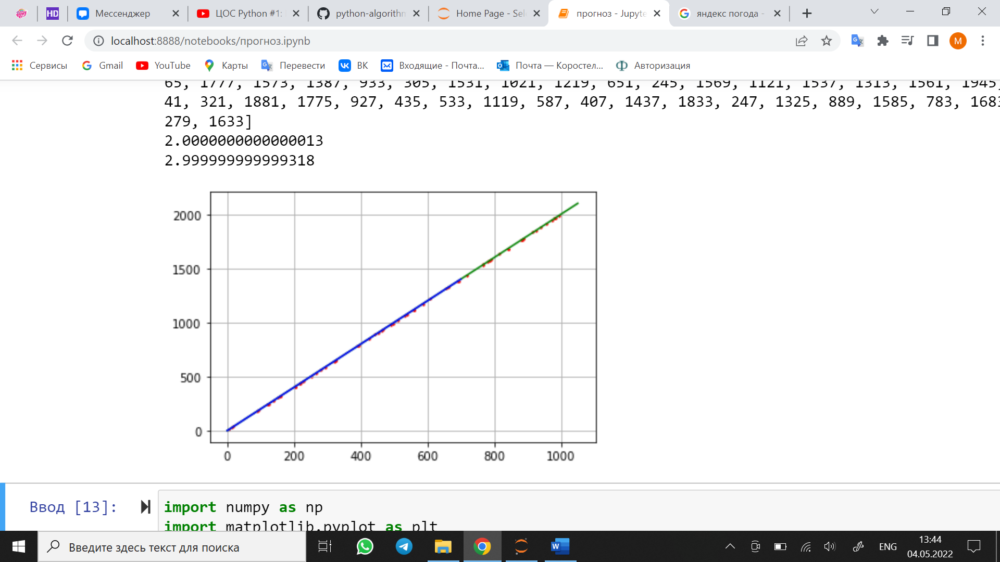 HD
Мессенджер
ЦОС Python #1:
python-algorithm
Home Page - Sele
прогноз - Jupyte
яндекс погода -
localhost:8888/notebooks/прогноз.ipynb
M
Сервисы
Gmail
YouTube
Карты
Перевести
ВК
Входящие - Почта...
Почта — Коростел...
Авторизация
65, 1777, 1573, 1387, 933, 305, 1531, 1021, 1219, 651, 245, 1569, 1121, 1537, 1313, 1561, 1945,
41, 321, 1881, 1775, 927, 435, 533, 1119, 587, 407, 1437, 1833, 247, 1325, 889, 1585, 783, 1683
279, 1633]
2.0000000000000013
2.999999999999318
2000
1500
1000
500
0
0 200 400 600 800 1000
Ввод [13]:
import numpy as np
import matplotlib.pyplot as plt
Введите здесь текст для поиска
ENG
13:44
04.05.2022